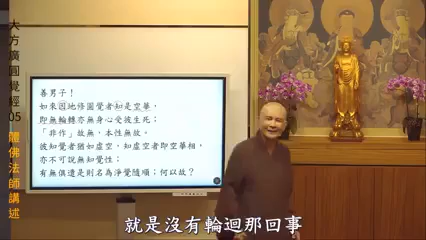 大方廣圓覺經05
體佛法師講述
善男子！
如來因地修圓覺者知是空華，
即無輪轉亦無身心受彼生死；
「非作」故無，本性無故。
彼知覺者猶如虛空，知虛空者即空華相，
亦不可說無知覺性；
有無俱遣是則名為淨覺隨順；何以故？
就是沒有輪迴那回事